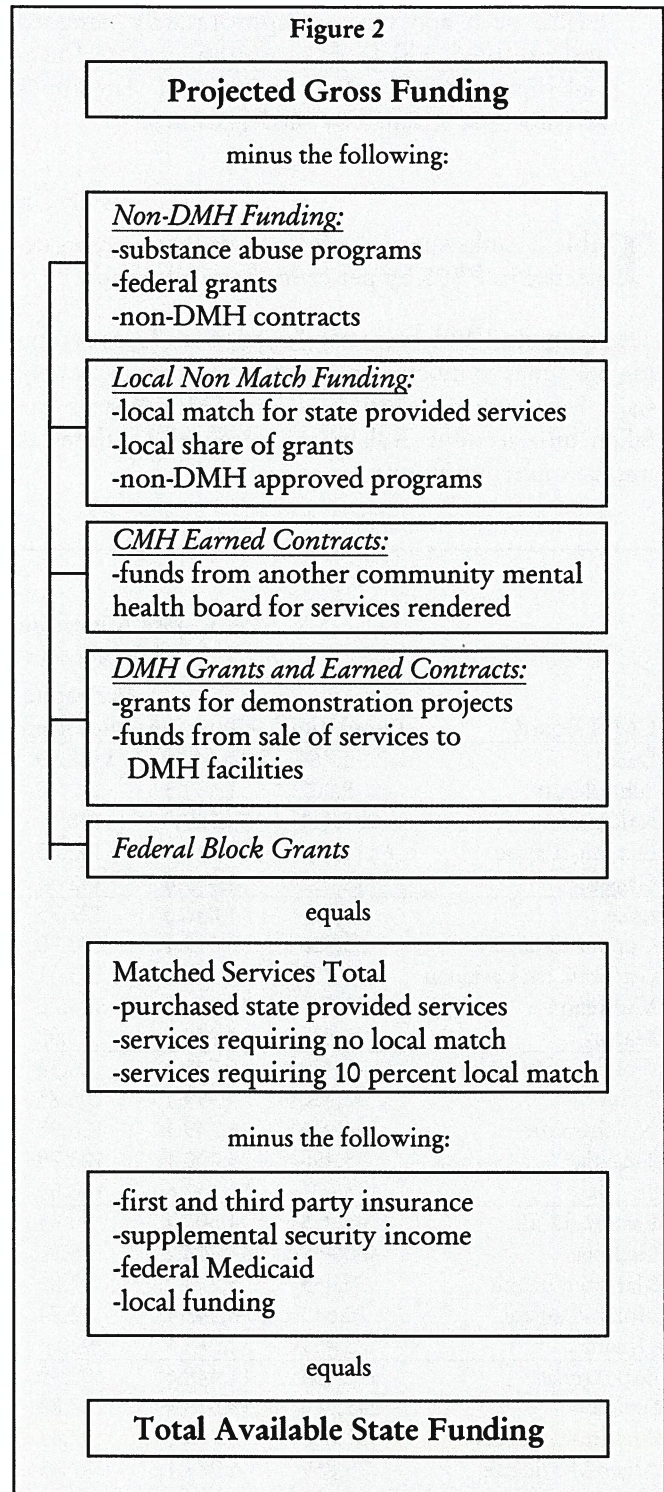 Figure 2
Projected Gross Funding
minus the following:
Non-DMH Funding:
-substance abuse programs
-federal grants
-non-DMH contracts
Local Non Match Funding:
-local match for state provided services
-local share of grants
-non-DMH approved programs
CMH Earned Contracts:
-funds from another community mental
health board for services rendered
DMH Grants and Earned Contracts:
-grants for demonstration projects
-funds from sale of services to
DMH facilities
Federal Block Grants
equals
Matched Services Total
-purchased state provided services
-services requiring no local match
-services requiring 10 percent local match
minus the following:
-first and third party insurance
-supplemental security income
-federal Medicaid
-local funding
equals
Total Available State Funding